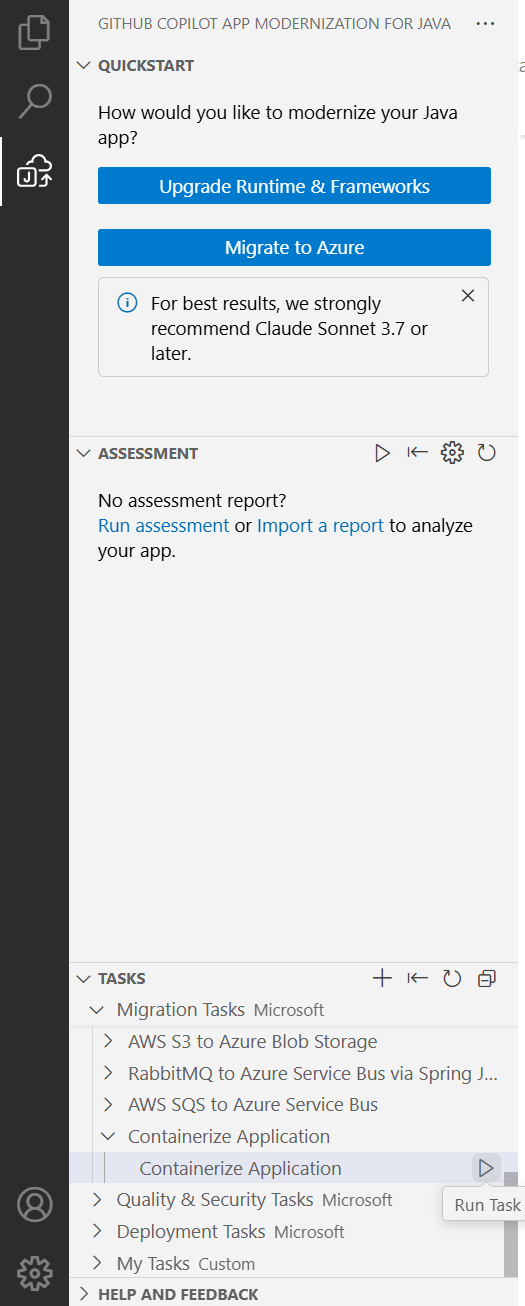 GITHUB COPILOT APP MODERNIZATION FOR JAVA
QUICKSTART
How would you like to modernize your Java
app?
Upgrade Runtime & Frameworks
Migrate to Azure
For best results, we strongly
recommend Claude Sonnet 3.7 or
later.
ASSESSMENT
No assessment report?
Run assessment or Import a report to analyze
your app.
TASKS
Migration Tasks Microsoft
AWS S3 to Azure Blob Storage
RabbitMQ to Azure Service Bus via Spring J...
AWS SQS to Azure Service Bus
Containerize Application
Containerize Application
Quality & Security Tasks Microsoft
Run Task
Deployment Tasks Microsoft
My Tasks Custom
HELP AND FEEDBACK